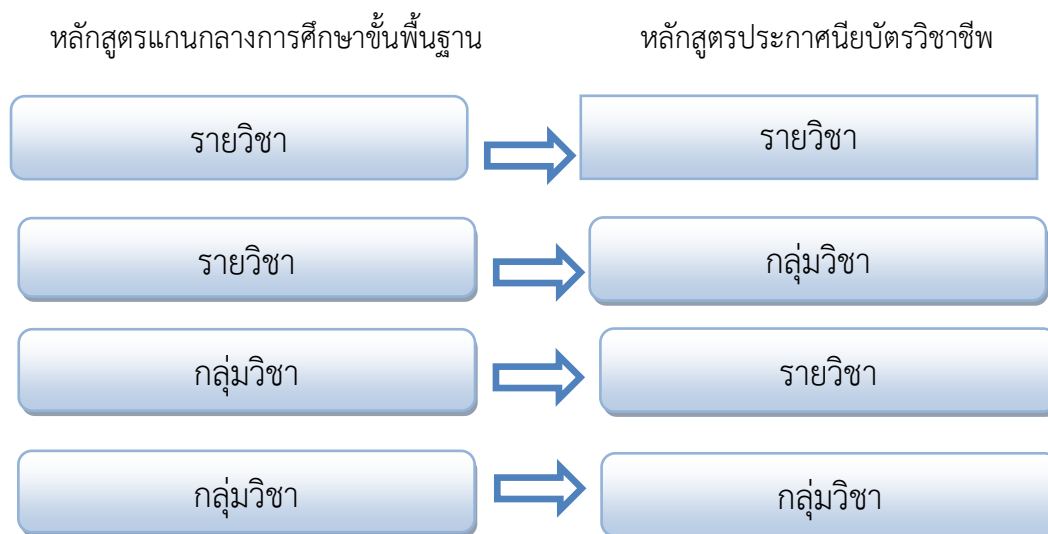 หลักสูตรแกนกลางการศึกษาขั้นพื้นฐาน หลักสูตรประกาศนียบัตรวิชาชีพ
รายวิชา รายวิชา
รายวิชา กลุ่มวิชา
กลุ่มวิชา รายวิชา
กลุ่มวิชา กลุ่มวิชา